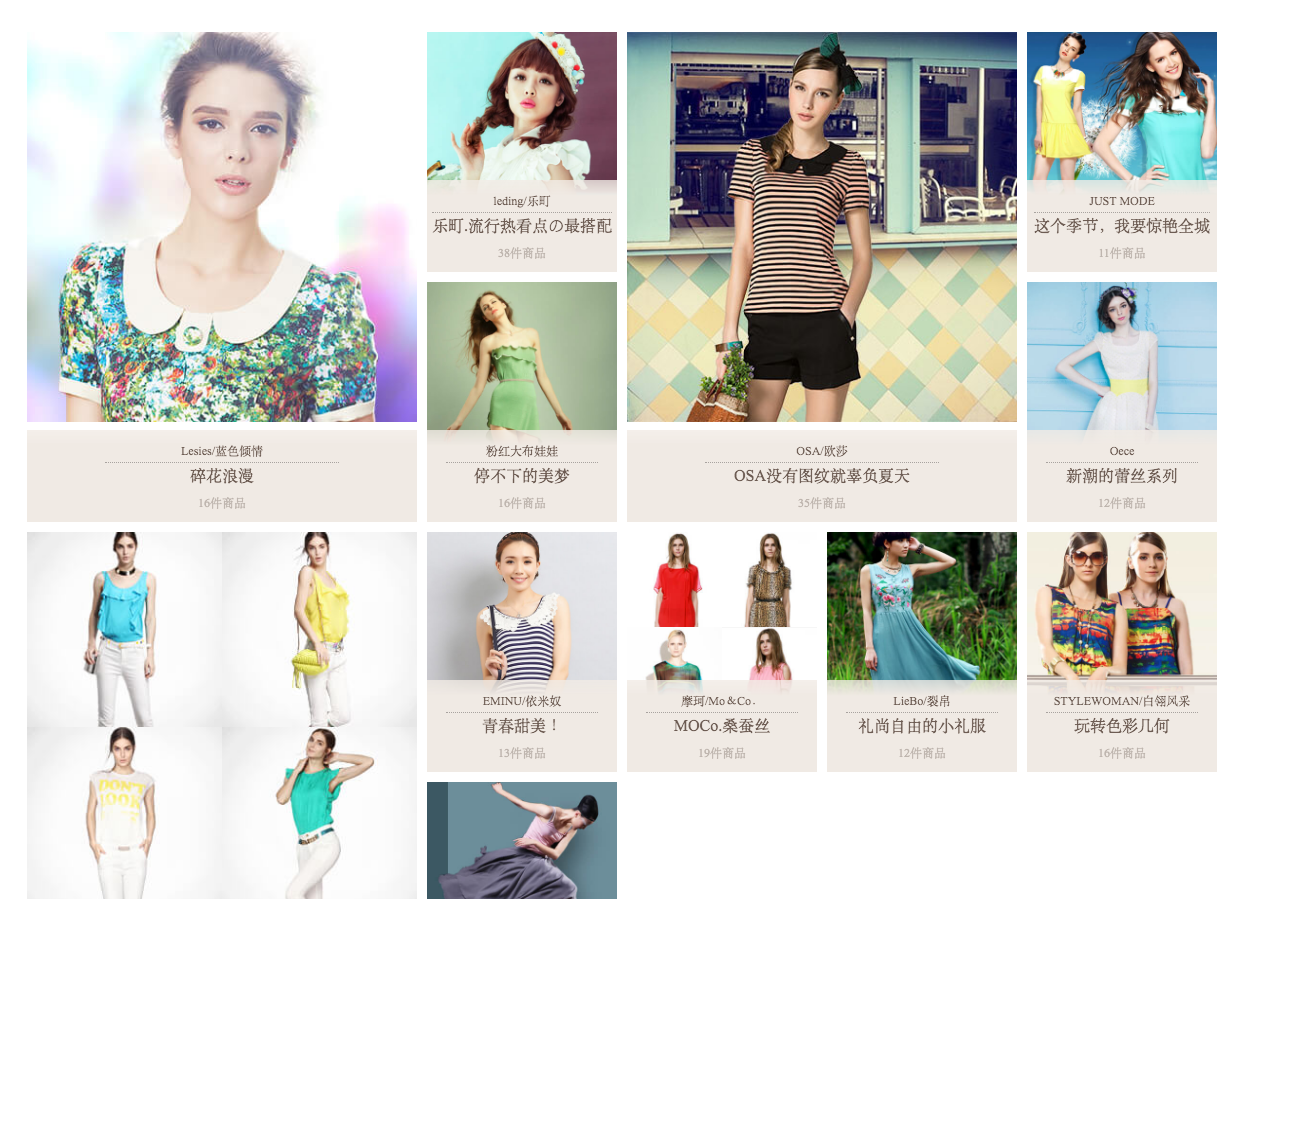 leding/乐町
乐町.流行热看点の最搭配
38件商品
JUST MODE
这个季节，我要惊艳全城
11件商品
Lesies/蓝色倾情
碎花浪漫
16件商品
粉红大布娃娃
停不下的美梦
16件商品
OSA/欧莎
OSA没有图纹就辜负夏天
35件商品
Oece
新潮的蕾丝系列
12件商品
DON'T
LOOK
EMINU/依米奴
青春甜美！
13件商品
摩珂/Mo＆Co.
MOCo.桑蚕丝
19件商品
LieBo/裂帛
礼尚自由的小礼服
12件商品
STYLEWOMAN/白翎风采
玩转色彩几何
16件商品